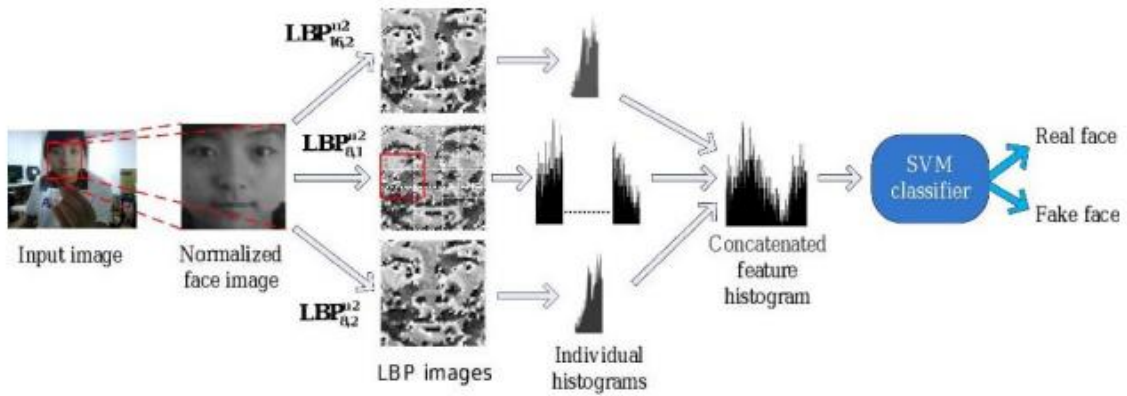 LBP^{u2}_{16,2}
LBP^{u2}_{8,1}
LBP^{u2}_{8,2}
Input image
Normalized
face image
LBP images
Individual
histograms
Concatenated
feature
histogram
SVM
classifier
Real face
Fake face